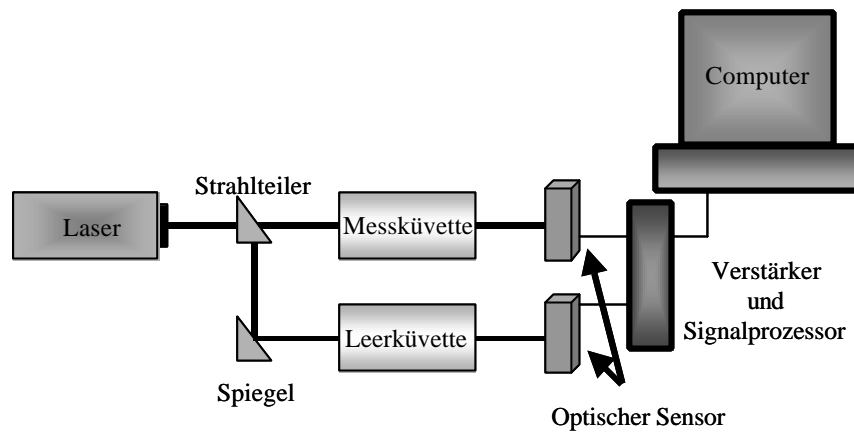 Computer
Strahlteiler
Laser
Messküvette
Verstärker
und
Signalprozessor
Leerküvette
Spiegel
Optischer Sensor